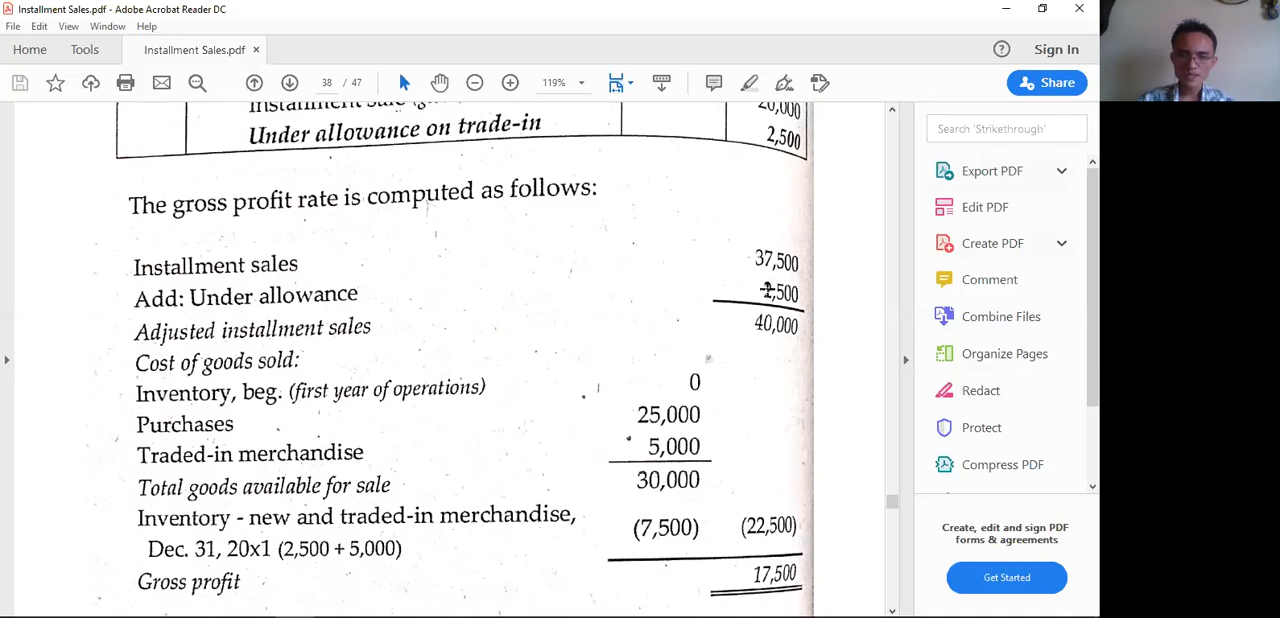 Installment Sales.pdf - Adobe Acrobat Reader DC
File Edit View Window Help
Home Tools Installment Sales.pdf × Sign In
38 / 47 119% Share
20,000
Under allowance on trade-in 2,500
The gross profit rate is computed as follows:
Installment sales 37,500
Add: Under allowance 2,500
Adjusted installment sales 40,000
Cost of goods sold:
Inventory, beg. (first year of operations) 0
Purchases 25,000
Traded-in merchandise 5,000
Total goods available for sale 30,000
Inventory - new and traded-in merchandise,
Dec. 31, 20x1 (2,500 + 5,000) (7,500) (22,500)
Gross profit 17,500
Search 'Strikethrough'
Export PDF
Edit PDF
Create PDF
Comment
Combine Files
Organize Pages
Redact
Protect
Compress PDF
Create, edit and sign PDF
forms & agreements
Get Started